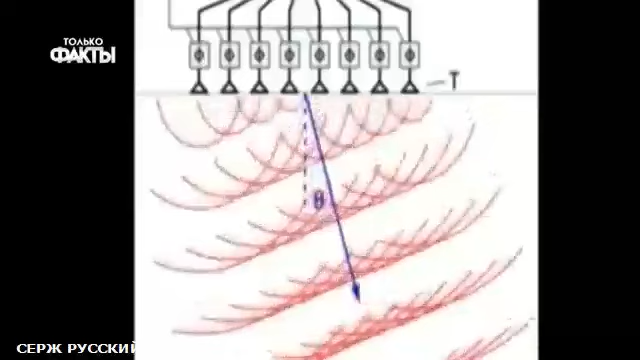 ТОЛЬКО
ФАКТЫ
Φ Φ Φ Φ Φ Φ Φ Φ
T
θ
СЕРЖ РУССКИЙ